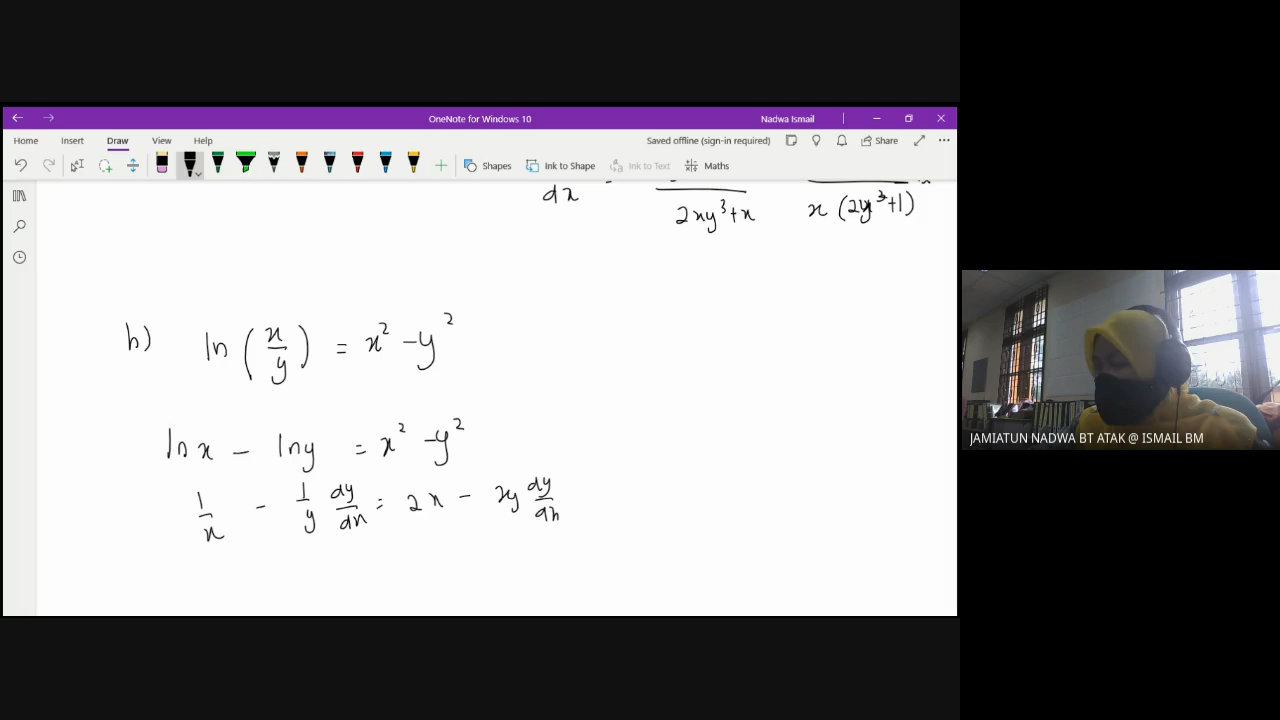 OneNote for Windows 10
Nadwa Ismail
Home Insert Draw View Help
Saved offline (sign-in required) Share
Shapes Ink to Shape Ink to Text Maths
dx
2xy³+x x(2y³+1)
h) ln (x/y) = x² - y²
ln x - ln y = x² - y²
1/x - 1/y dy/dx = 2x - 2y dy/dx
JAMIATUN NADWA BT ATAK @ ISMAIL BM